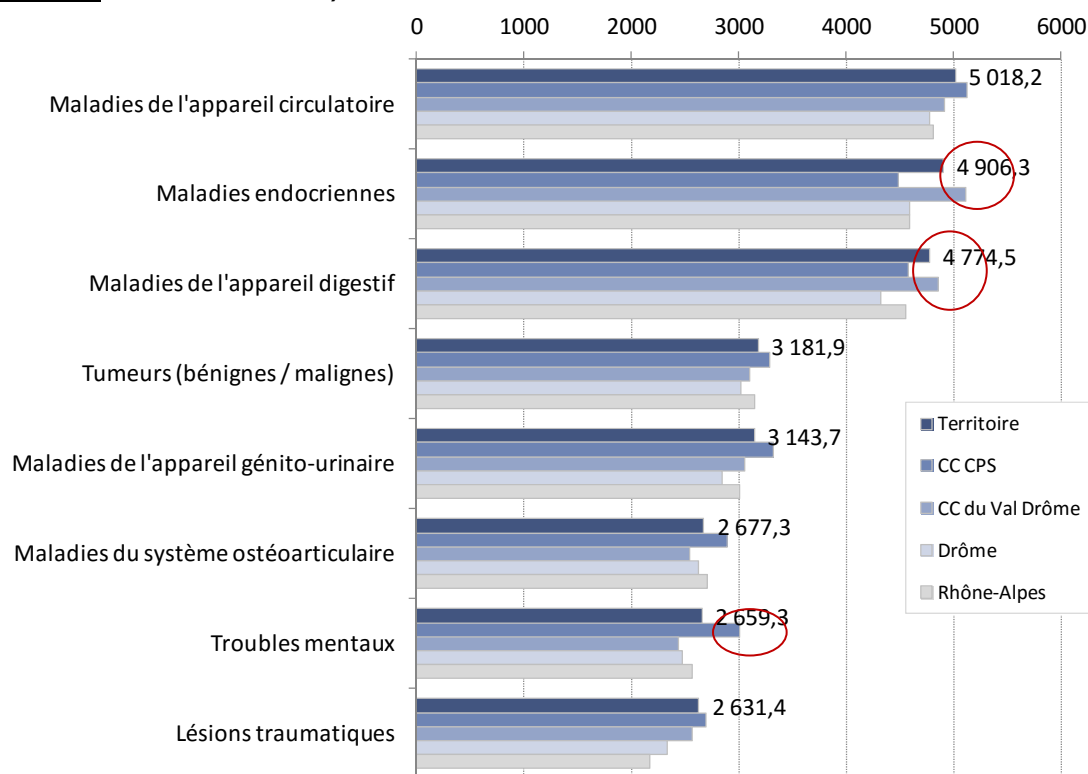 0 1000 2000 3000 4000 5000 6000
Maladies de l'appareil circulatoire 5 018,2
Maladies endocriennes 4 906,3
Maladies de l'appareil digestif 4 774,5
Tumeurs (bénignes / malignes) 3 181,9
Maladies de l'appareil génito-urinaire 3 143,7
Maladies du système ostéoarticulaire 2 677,3
Troubles mentaux 2 659,3
Lésions traumatiques 2 631,4
Territoire
CC CPS
CC du Val Drôme
Drôme
Rhône-Alpes